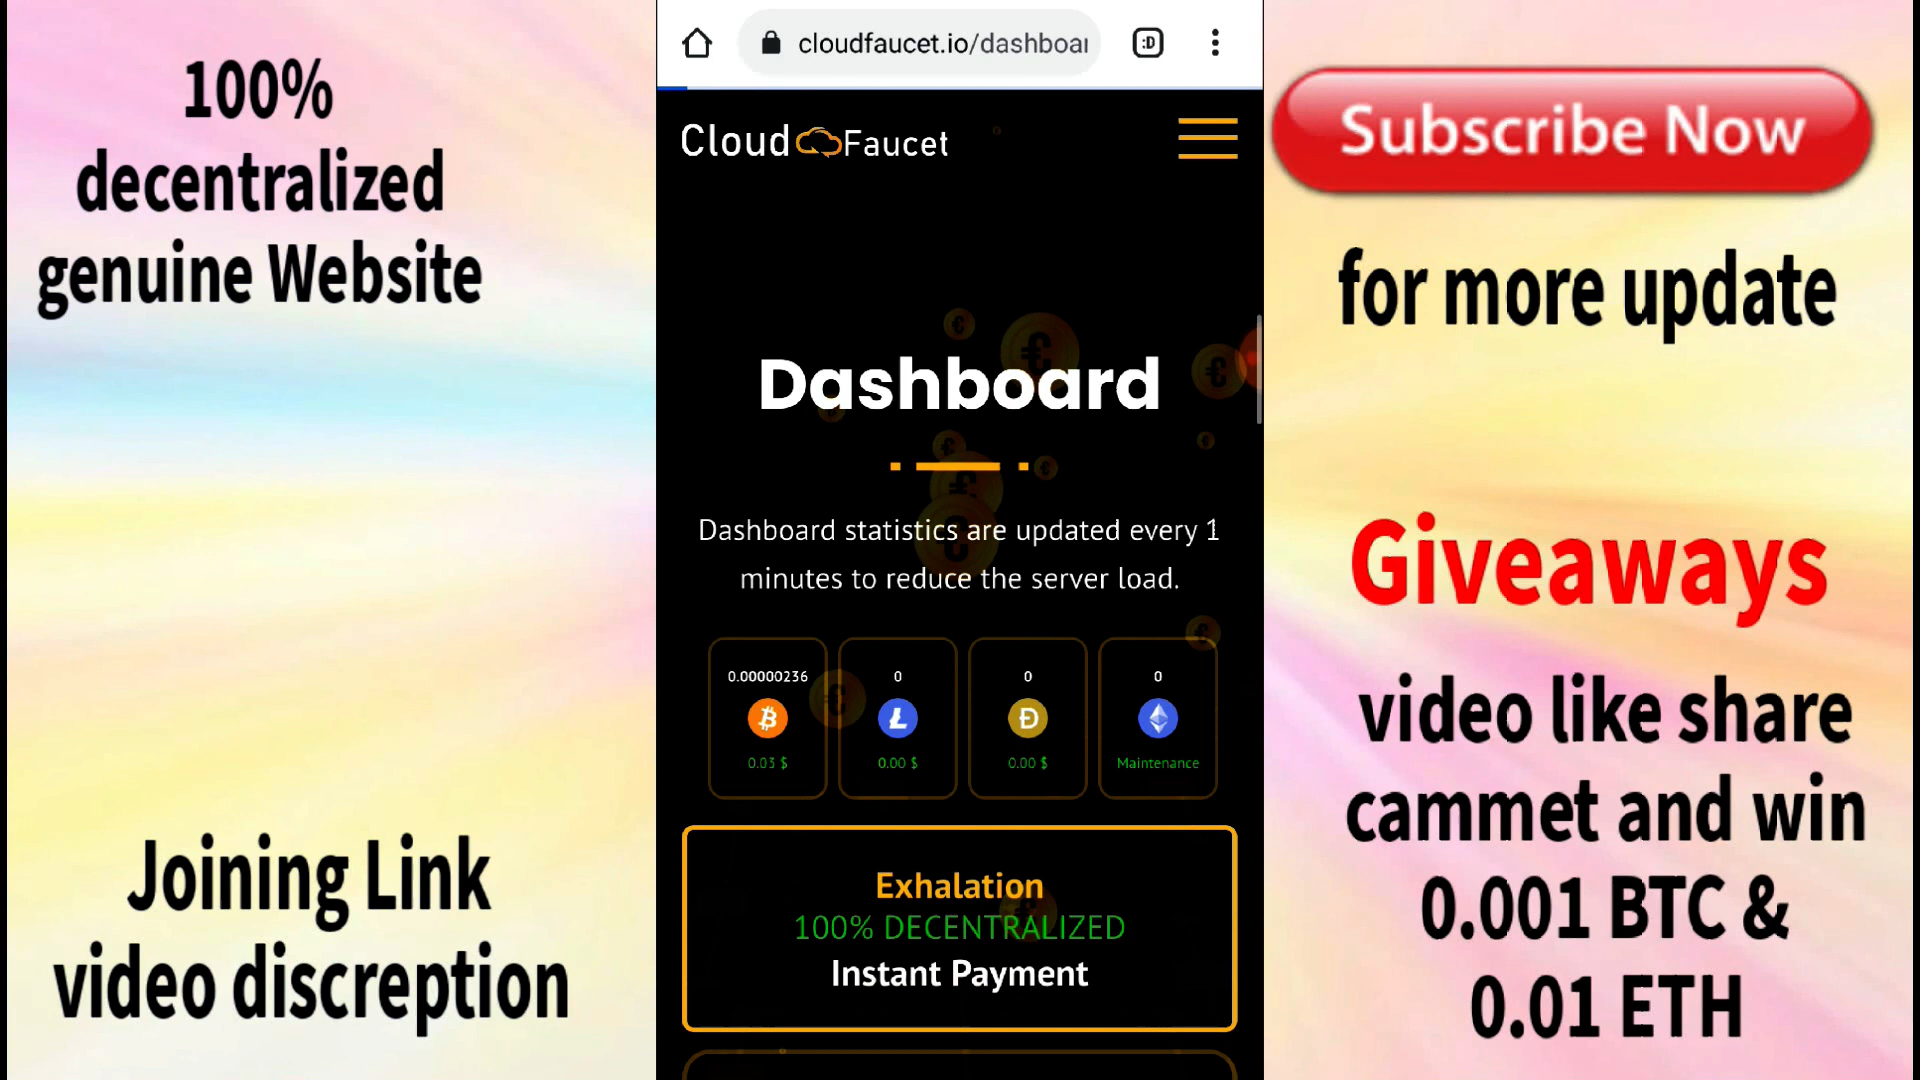 100%
decentralized
genuine Website
Joining Link
video discreption
cloudfaucet.io/dashboar
:D
Cloud Faucet
Dashboard
Dashboard statistics are updated every 1
minutes to reduce the server load.
0.00000236
0.03 $
0
0.00 $
0
0.00 $
0
Maintenance
Exhalation
100% DECENTRALIZED
Instant Payment
Subscribe Now
for more update
Giveaways
video like share
cammet and win
0.001 BTC &
0.01 ETH